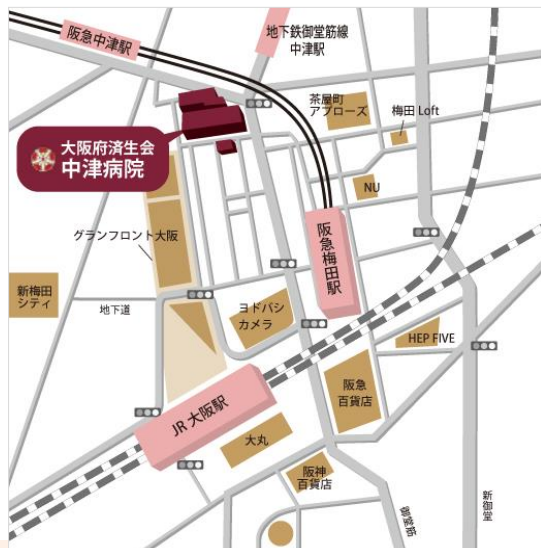 阪急中津駅
地下鉄御堂筋線
中津駅
茶屋町
アプローズ
梅田 Loft
大阪府済生会
中津病院
NU
阪急梅田駅
グランフロント大阪
新梅田
シティ
地下道
ヨドバシ
カメラ
HEP FIVE
阪急
百貨店
JR 大阪駅
大丸
阪神
百貨店
御堂筋
新御堂